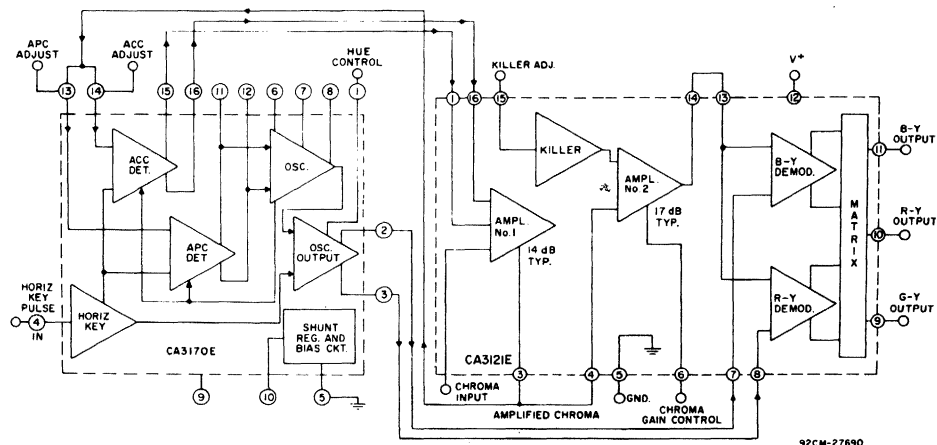 APC
ADJUST
ACC
ADJUST
HUE
CONTROL
13
14
15
16
11
12
6
7
8
1
ACC
DET.
OSC.
APC
DET
OSC.
OUTPUT
2
3
HORIZ
KEY
PULSE
4
IN
HORIZ
KEY
SHUNT
REG. AND
BIAS CKT.
CA3170E
9
10
5
KILLER ADJ.
V+
1
16
15
14
13
12
KILLER
AMPL.
No.2
17 dB
TYP.
AMPL
No.1
14 dB
TYP.
B-Y
DEMOD.
R-Y
DEMOD.
MATRIX
B-Y
OUTPUT
11
R-Y
OUTPUT
10
G-Y
OUTPUT
9
CA3121E
CHROMA
INPUT
3
4
5
6
7
8
GND.
CHROMA
GAIN CONTROL
AMPLIFIED CHROMA
92CM-27690